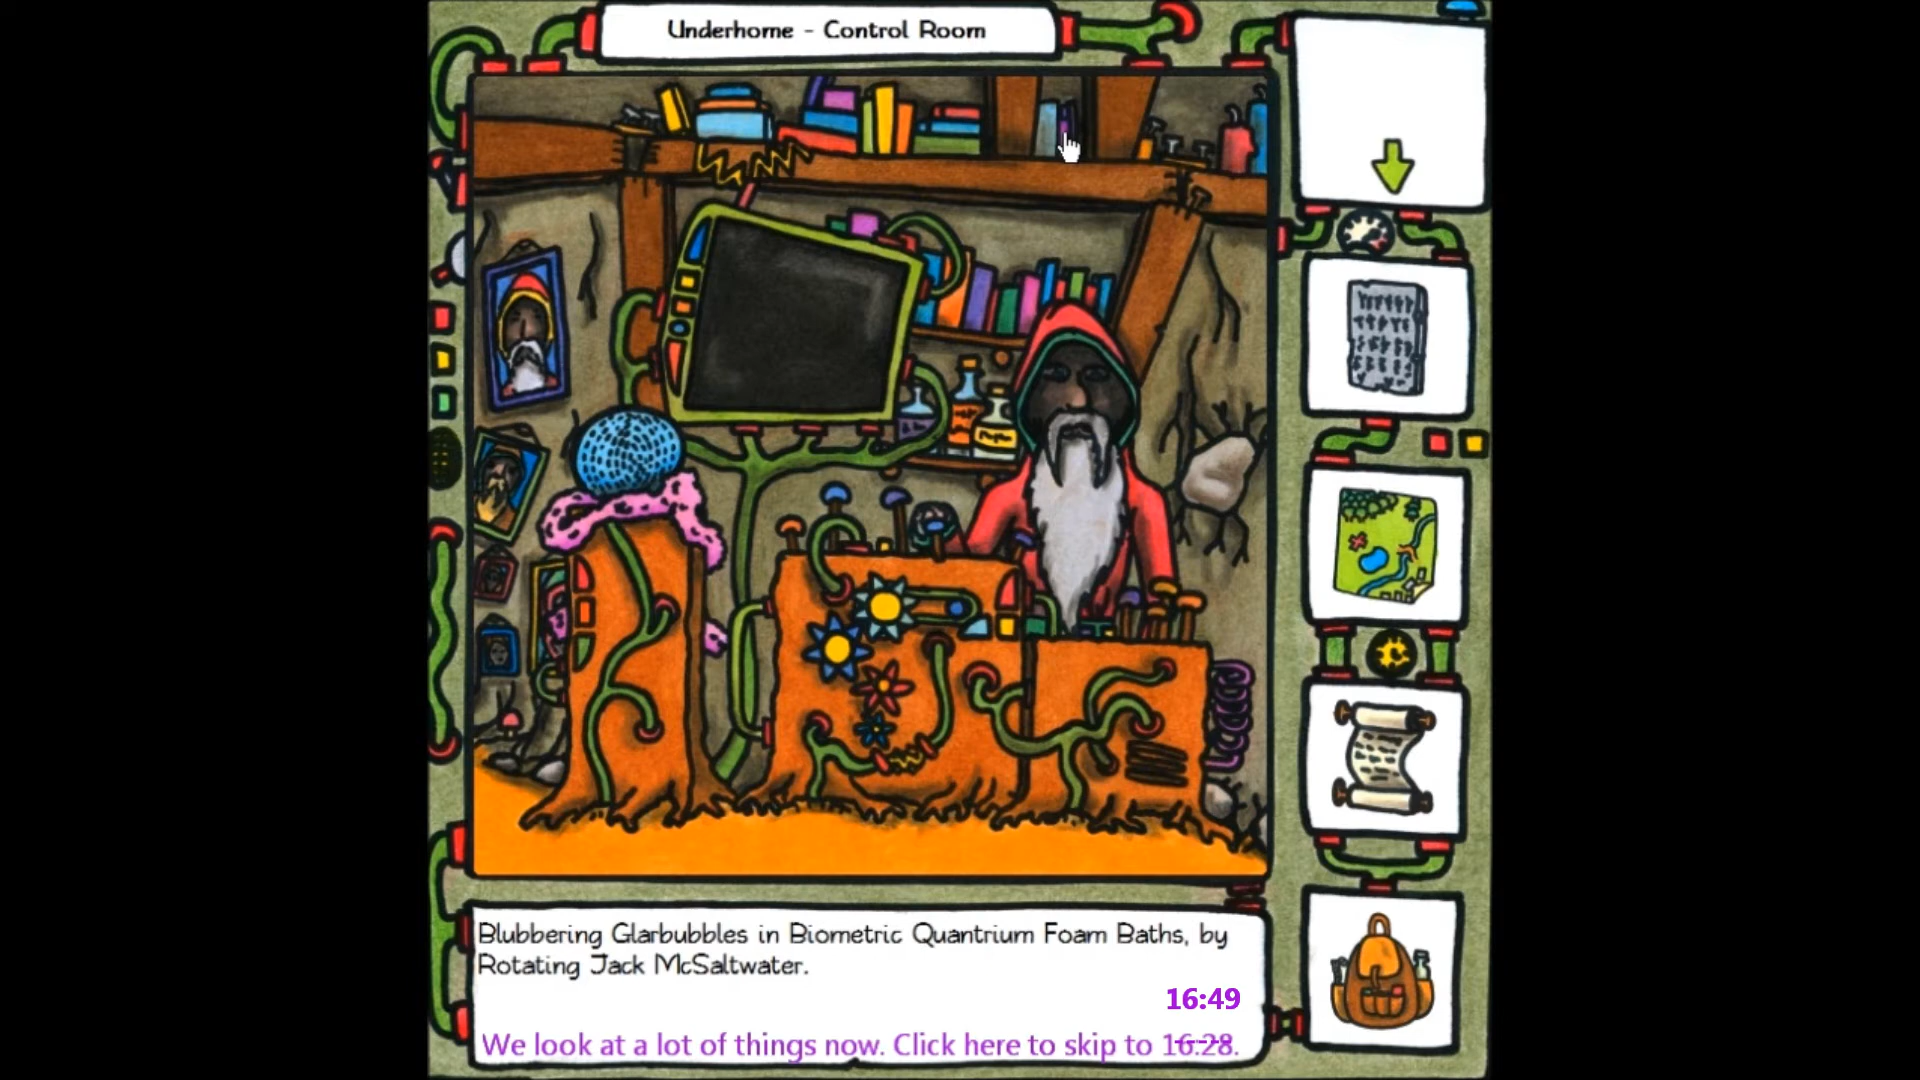 Underhome - Control Room
Blubbering Glarbubbles in Biometric Quantrium Foam Baths, by
Rotating Jack McSaltwater.
16:49
We look at a lot of things now. Click here to skip to 16:28.